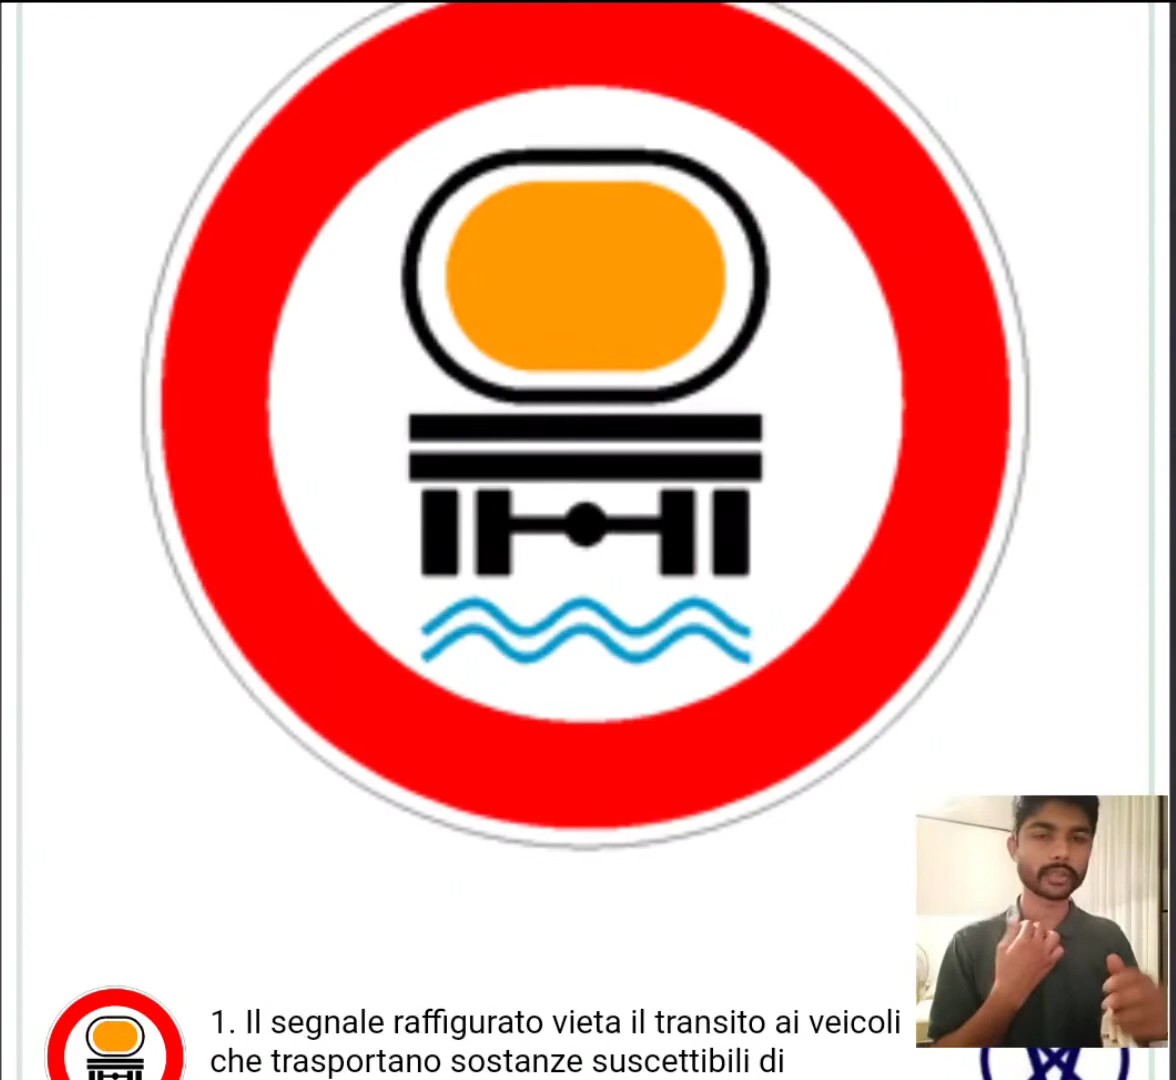 1. Il segnale raffigurato vieta il transito ai veicoli
che trasportano sostanze suscettibili di